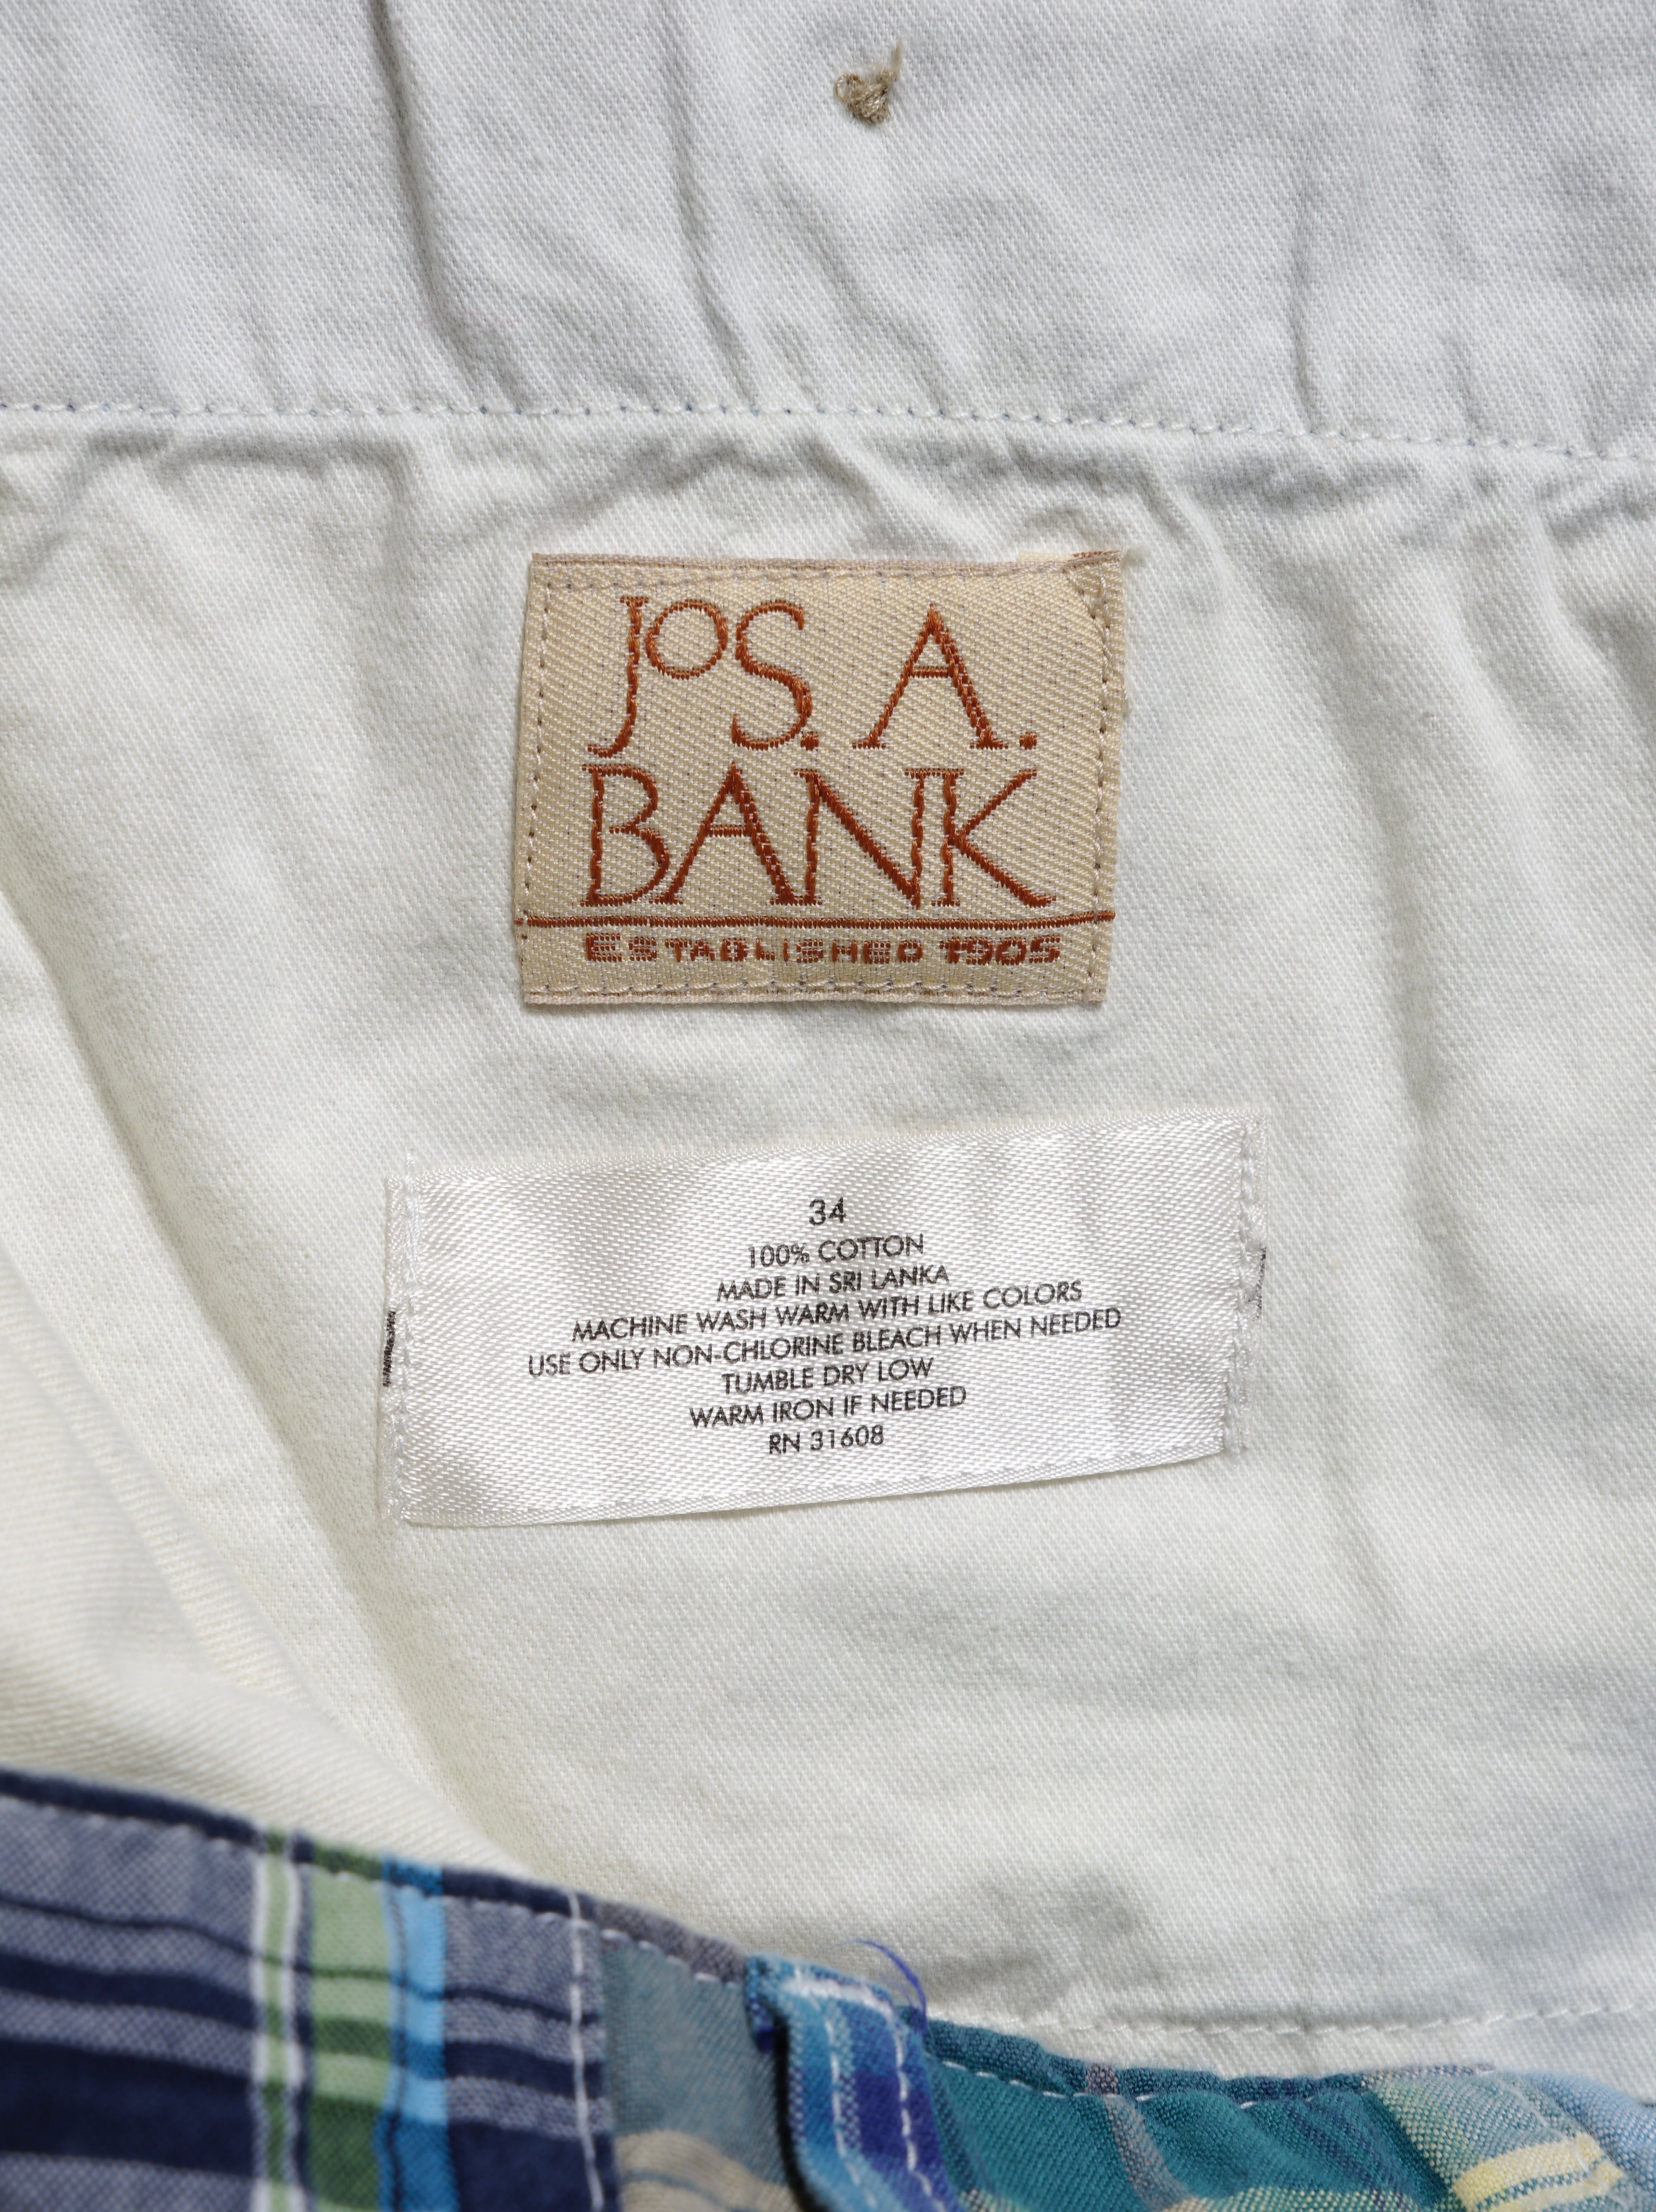 JOS. A.
BANK
ESTABLISHED 1905
34
100% COTTON
MADE IN SRI LANKA
MACHINE WASH WARM WITH LIKE COLORS
USE ONLY NON-CHLORINE BLEACH WHEN NEEDED
TUMBLE DRY LOW
WARM IRON IF NEEDED
RN 31608